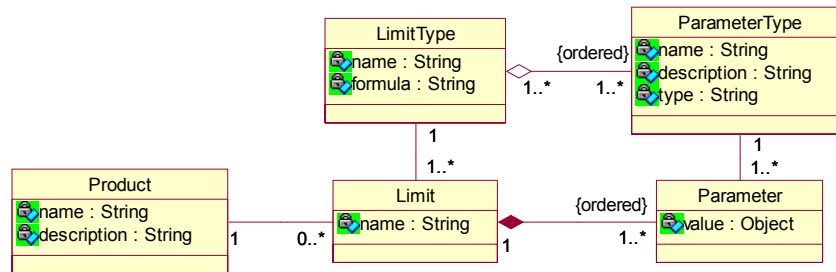 LimitType
name : String
formula : String
{ordered}
1..*
1..*
ParameterType
name : String
description : String
type : String
1
1..*
1
1..*
Product
name : String
description : String
1
0..*
Limit
name : String
{ordered}
1
1..*
Parameter
value : Object